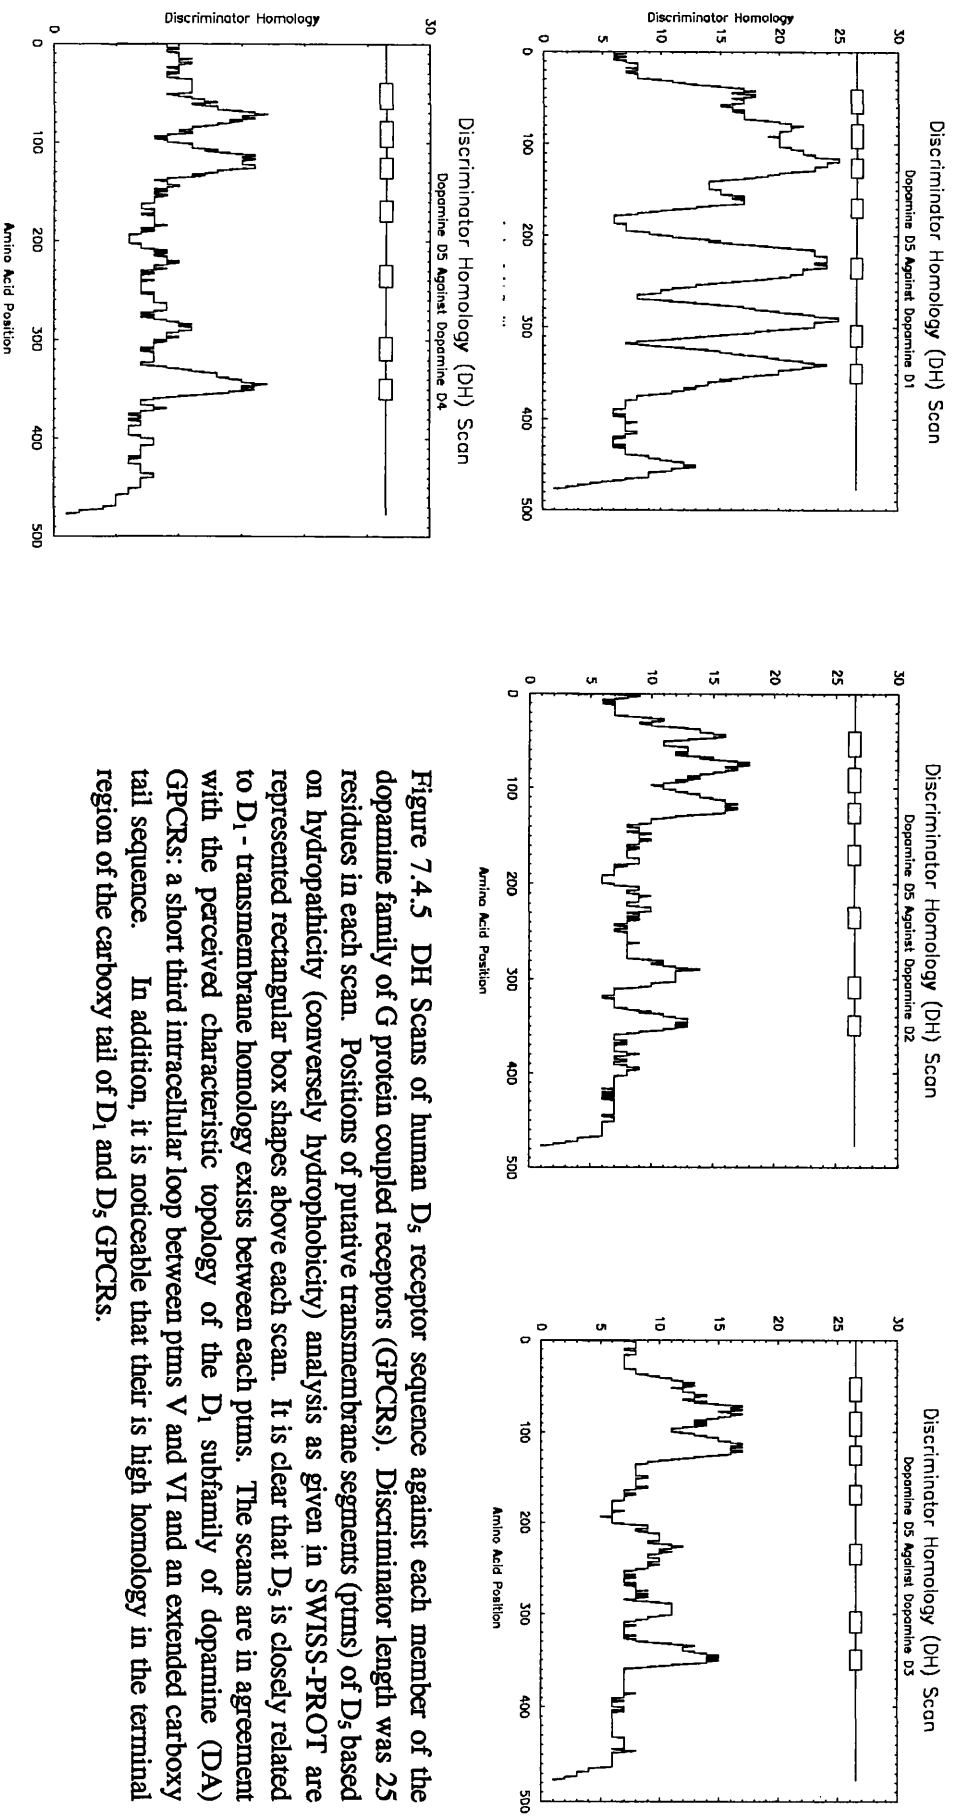 Discriminator Homology (DH) Scan
Dopamine D5 Against Dopamine D1
Discriminator Homology
30
25
20
15
10
5
0
0
100
200
300
400
500
Discriminator Homology (DH) Scan
Dopamine D5 Against Dopamine D2
30
25
20
15
10
5
0
0
100
200
300
400
500
Amino Acid Position
Discriminator Homology (DH) Scan
Dopamine D5 Against Dopamine D3
30
25
20
15
10
5
0
0
100
200
300
400
500
Amino Acid Position
Discriminator Homology (DH) Scan
Dopamine D5 Against Dopamine D4
Discriminator Homology
30
0
0
100
200
300
400
500
Amino Acid Position
Figure 7.4.5 DH Scans of human D₅ receptor sequence against each member of the
dopamine family of G protein coupled receptors (GPCRs). Discriminator length was 25
residues in each scan. Positions of putative transmembrane segments (ptms) of D₅ based
on hydropathicity (conversely hydrophobicity) analysis as given in SWISS-PROT are
represented rectangular box shapes above each scan. It is clear that D₅ is closely related
to D₁ - transmembrane homology exists between each ptms. The scans are in agreement
with the perceived characteristic topology of the D₁ subfamily of dopamine (DA)
GPCRs: a short third intracellular loop between ptms V and VI and an extended carboxy
tail sequence. In addition, it is noticeable that their is high homology in the terminal
region of the carboxy tail of D₁ and D₅ GPCRs.